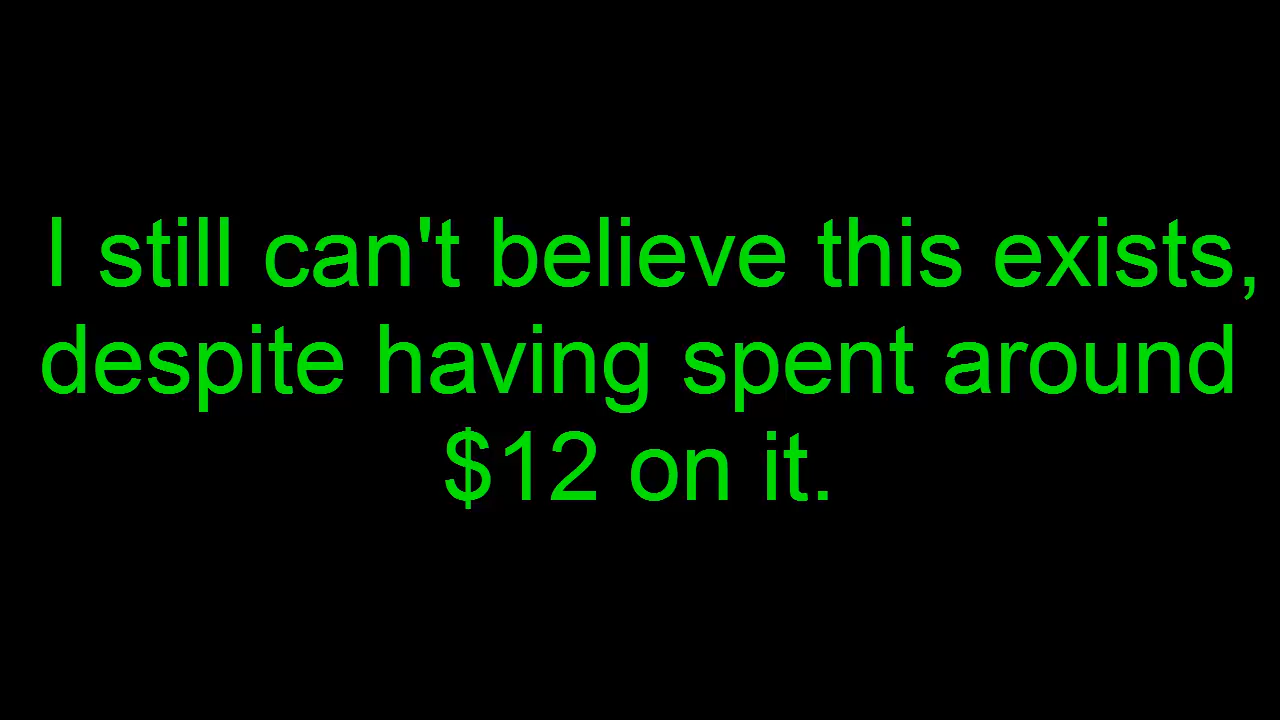 I still can't believe this exists,
despite having spent around
$12 on it.